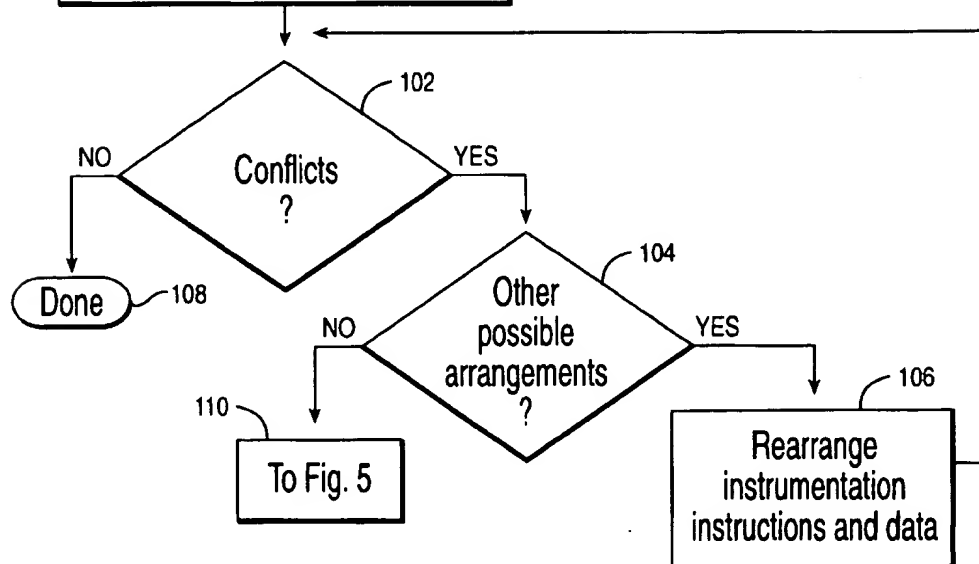 102
NO
YES
Conflicts
?
104
Done
108
Other
possible
arrangements
?
NO
YES
106
110
To Fig. 5
Rearrange
instrumentation
instructions and data